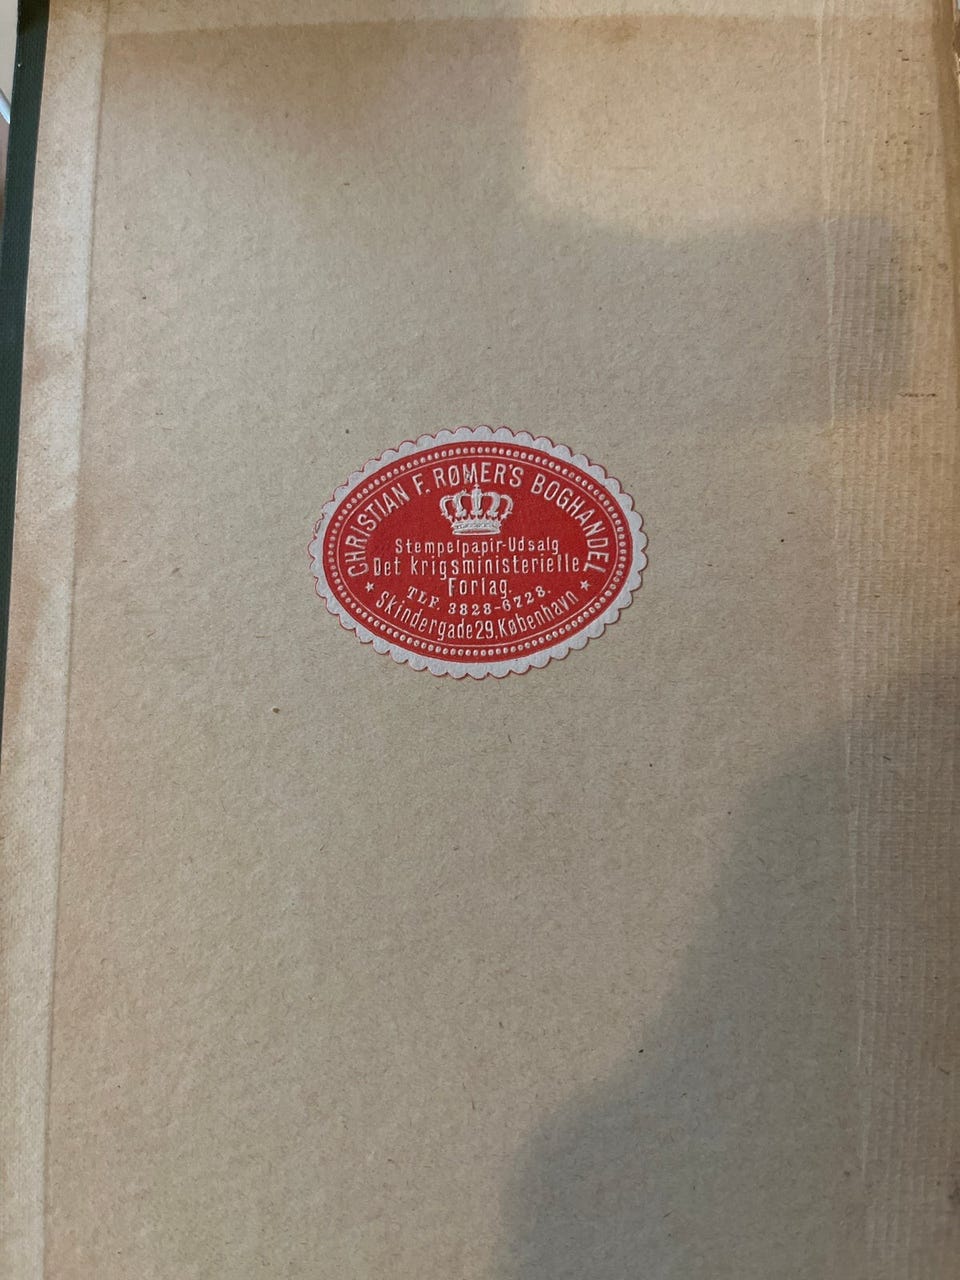 CHRISTIAN F. RØMER'S BOGHANDEL
Stempelpapir-Udsalg
Det krigsministerielle
Forlag.
TLF. 3828-6728.
Skindergade 29, København